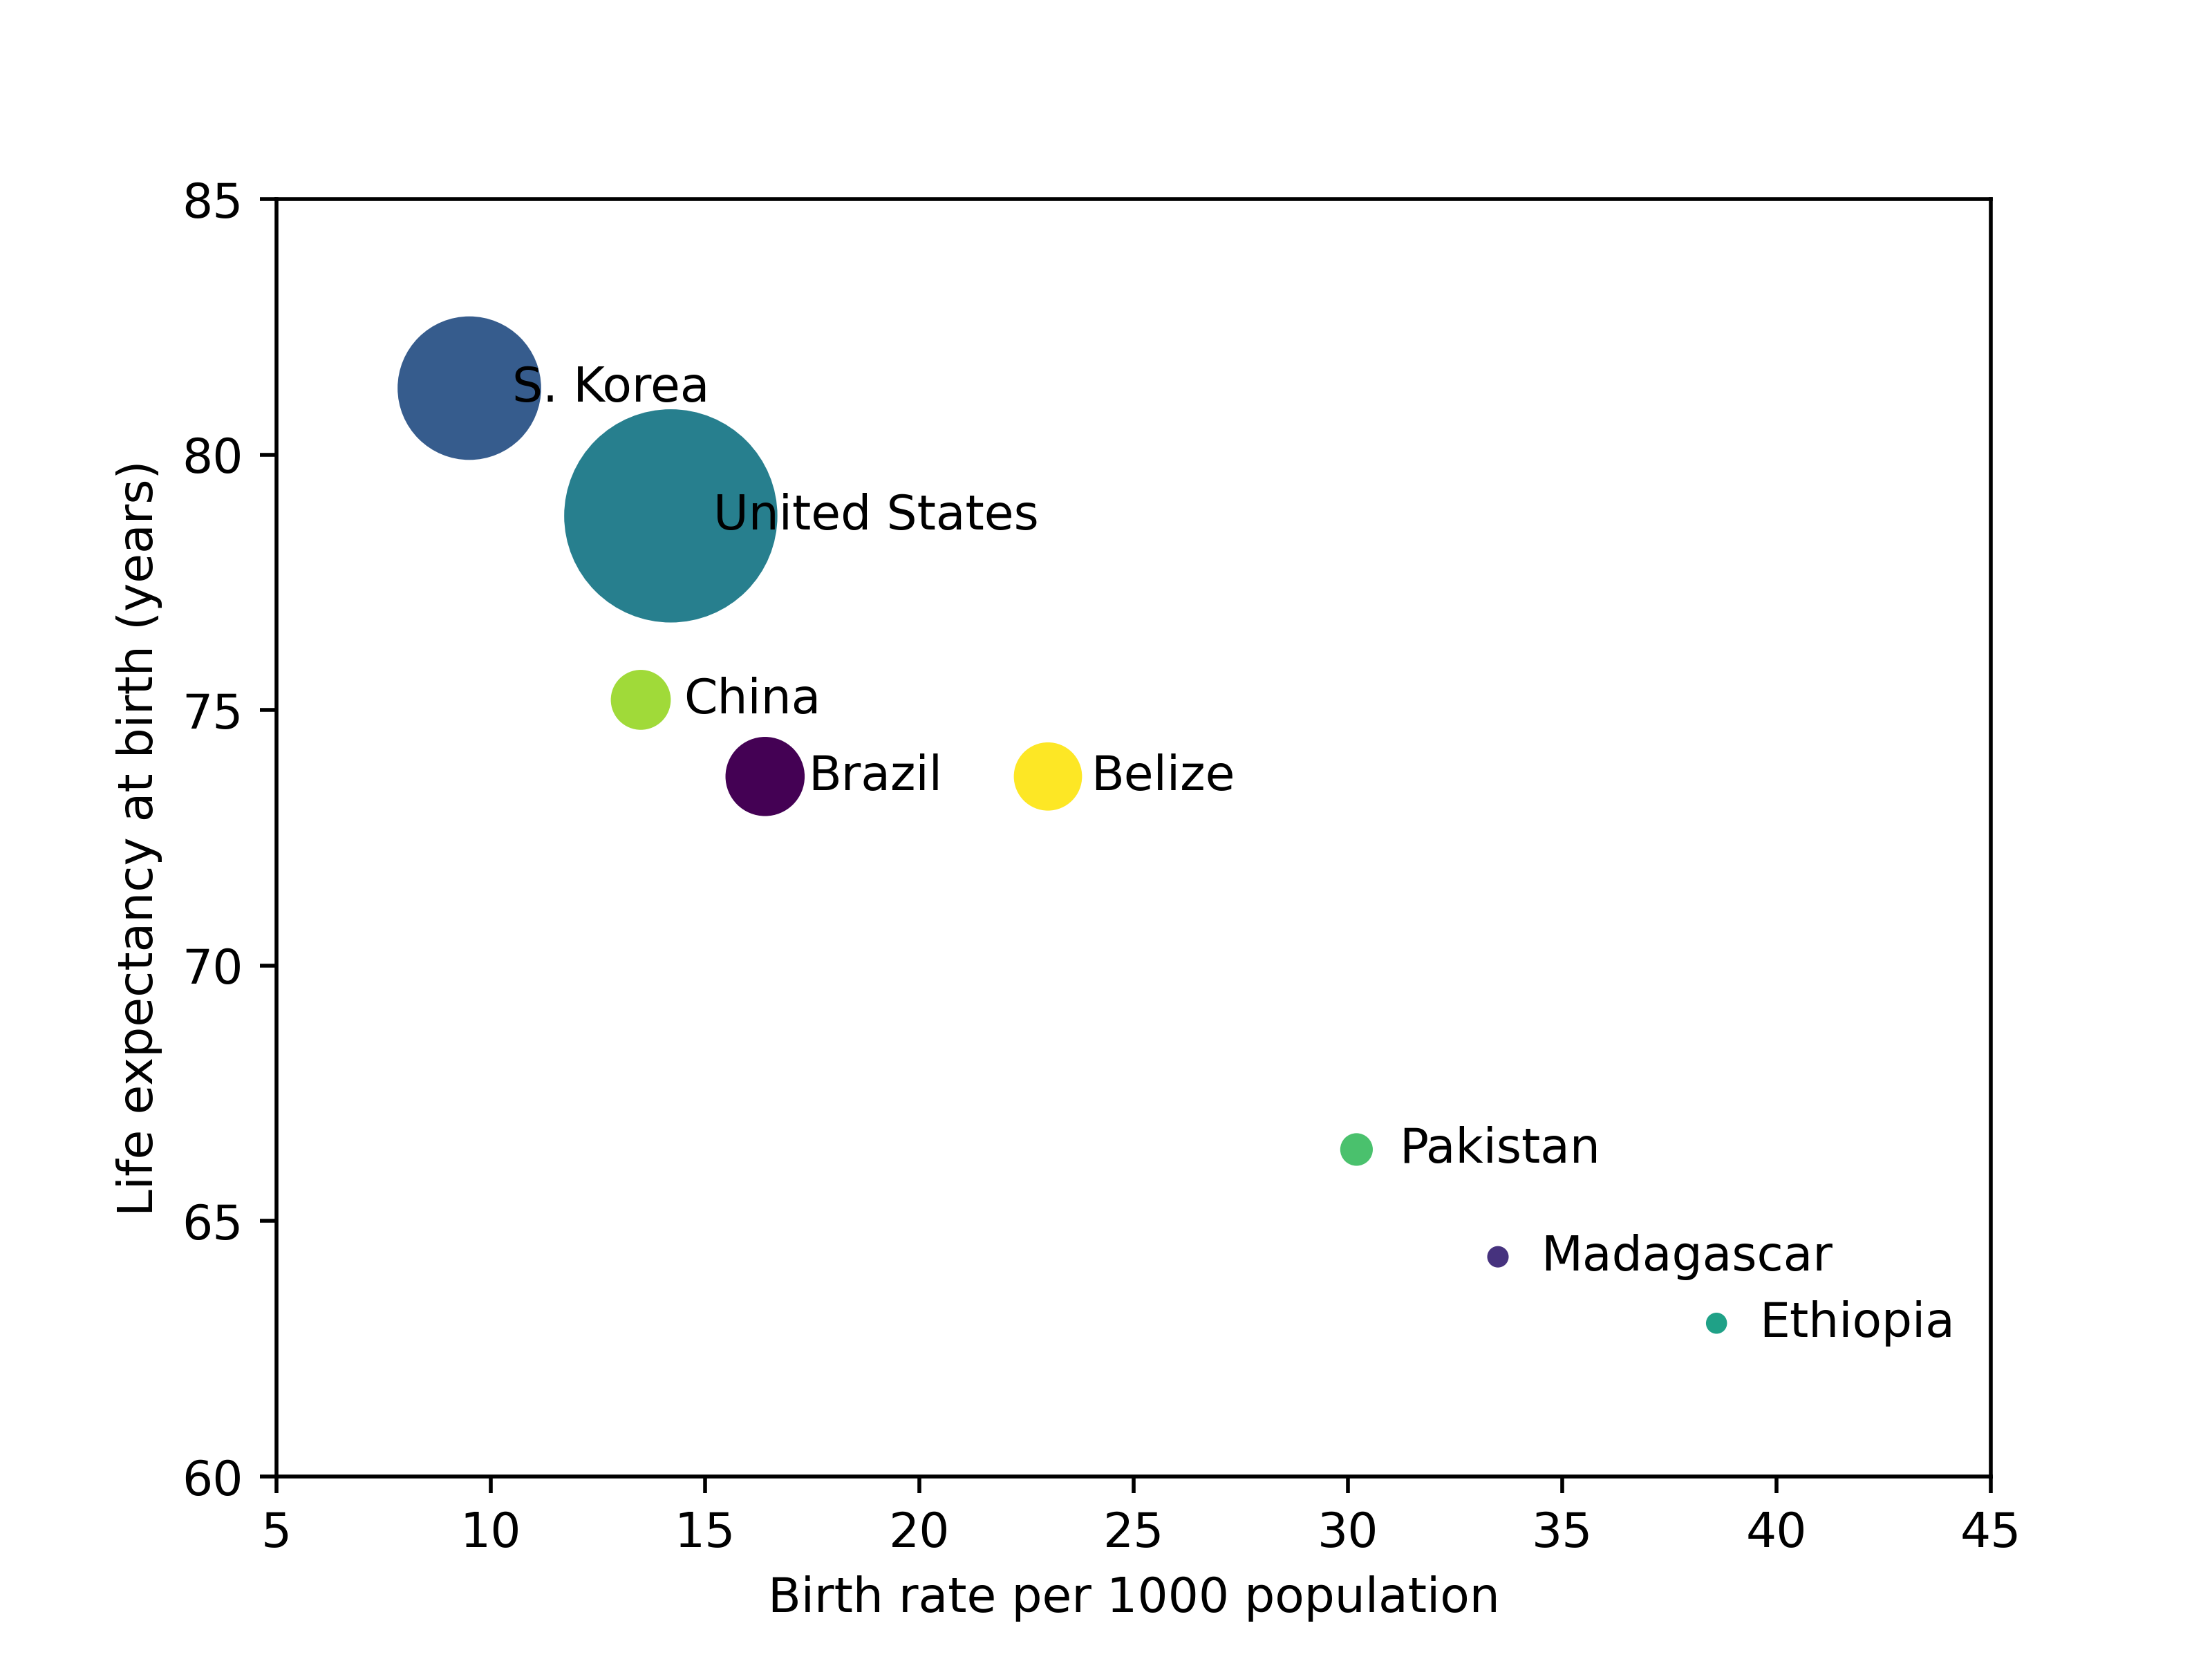 85
S. Korea
80
United States
75
China
Brazil
Belize
70
Pakistan
65
Madagascar
Ethiopia
60
5 10 15 20 25 30 35 40 45
Birth rate per 1000 population
Life expectancy at birth (years)